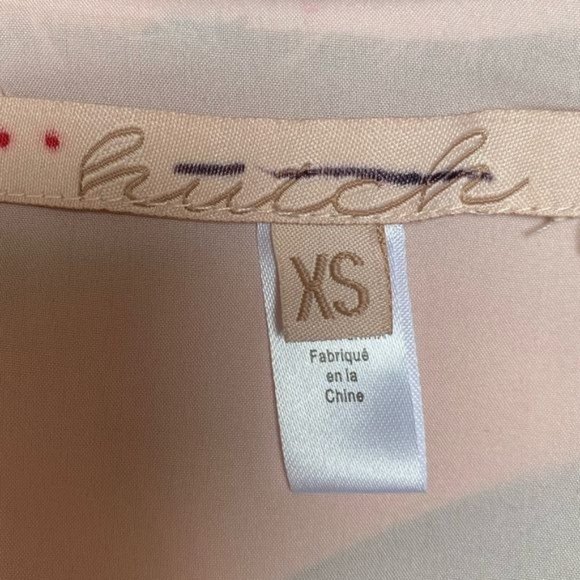 hutch
XS
Fabriqué
en la
Chine